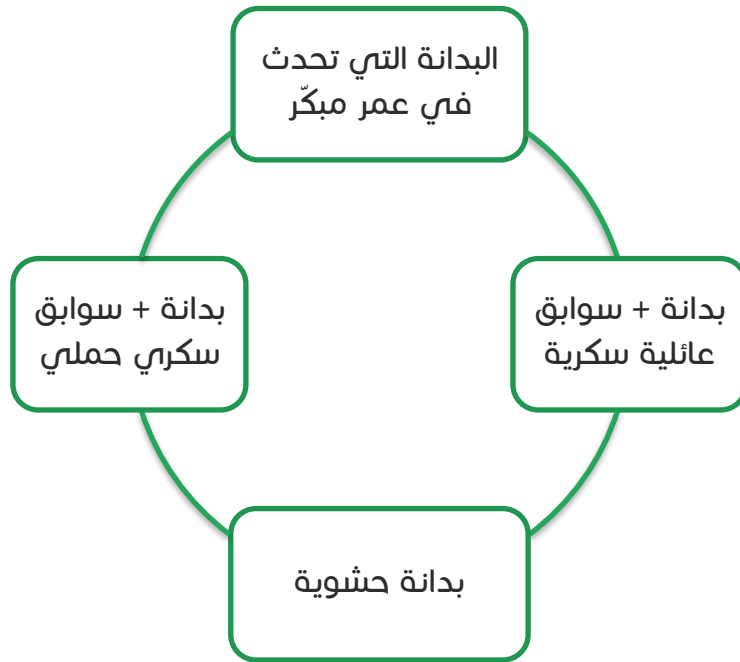 البدانة التي تحدث
في عمر مبكّر
بدانة + سوابق
عائلية سكرية
بدانة + سوابق
سكري حملي
بدانة حشوية